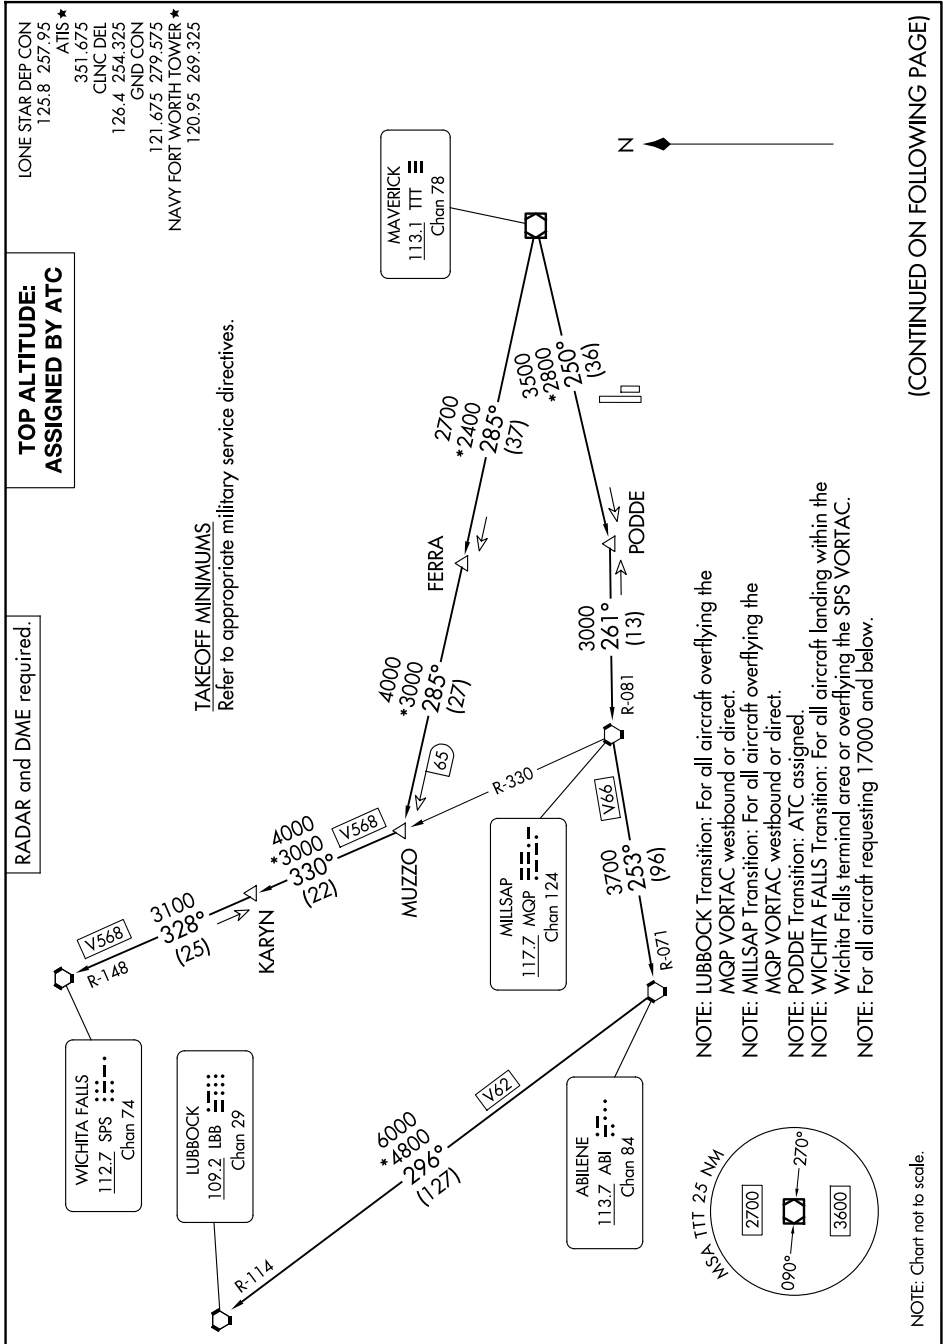 RADAR and DME required.
TOP ALTITUDE:
ASSIGNED BY ATC
LONE STAR DEP CON
125.8 257.95
ATIS ★
351.675
CLNC DEL
126.4 254.325
GND CON
121.675 279.575
NAVY FORT WORTH TOWER ★
120.95 269.325
TAKEOFF MINIMUMS
Refer to appropriate military service directives.
WICHITA FALLS
112.7 SPS
Chan 74
R-148
V568
3100
328°
(25)
KARYN
4000
*3000
330°
(22)
V568
MUZZO
65
4000
*3000
285°
(27)
FERRA
2700
*2400
285°
(37)
MAVERICK
113.1 TTT
Chan 78
N
LUBBOCK
109.2 LBB
Chan 29
R-114
6000
*4800
296°
(127)
V62
ABILENE
113.7 ABI
Chan 84
R-071
3700
253°
(96)
V66
MILLSAP
117.7 MQP
Chan 124
R-330
R-081
3000
261°
(13)
PODDE
3500
*2800
250°
(36)
NOTE: LUBBOCK Transition: For all aircraft overflying the
MQP VORTAC westbound or direct.
NOTE: MILLSAP Transition: For all aircraft overflying the
MQP VORTAC westbound or direct.
NOTE: PODDE Transition: ATC assigned.
NOTE: WICHITA FALLS Transition: For all aircraft landing within the
Wichita Falls terminal area or overflying the SPS VORTAC.
NOTE: For all aircraft requesting 17000 and below.
MSA TTT 25 NM
2700
090°
270°
3600
NOTE: Chart not to scale.
(CONTINUED ON FOLLOWING PAGE)